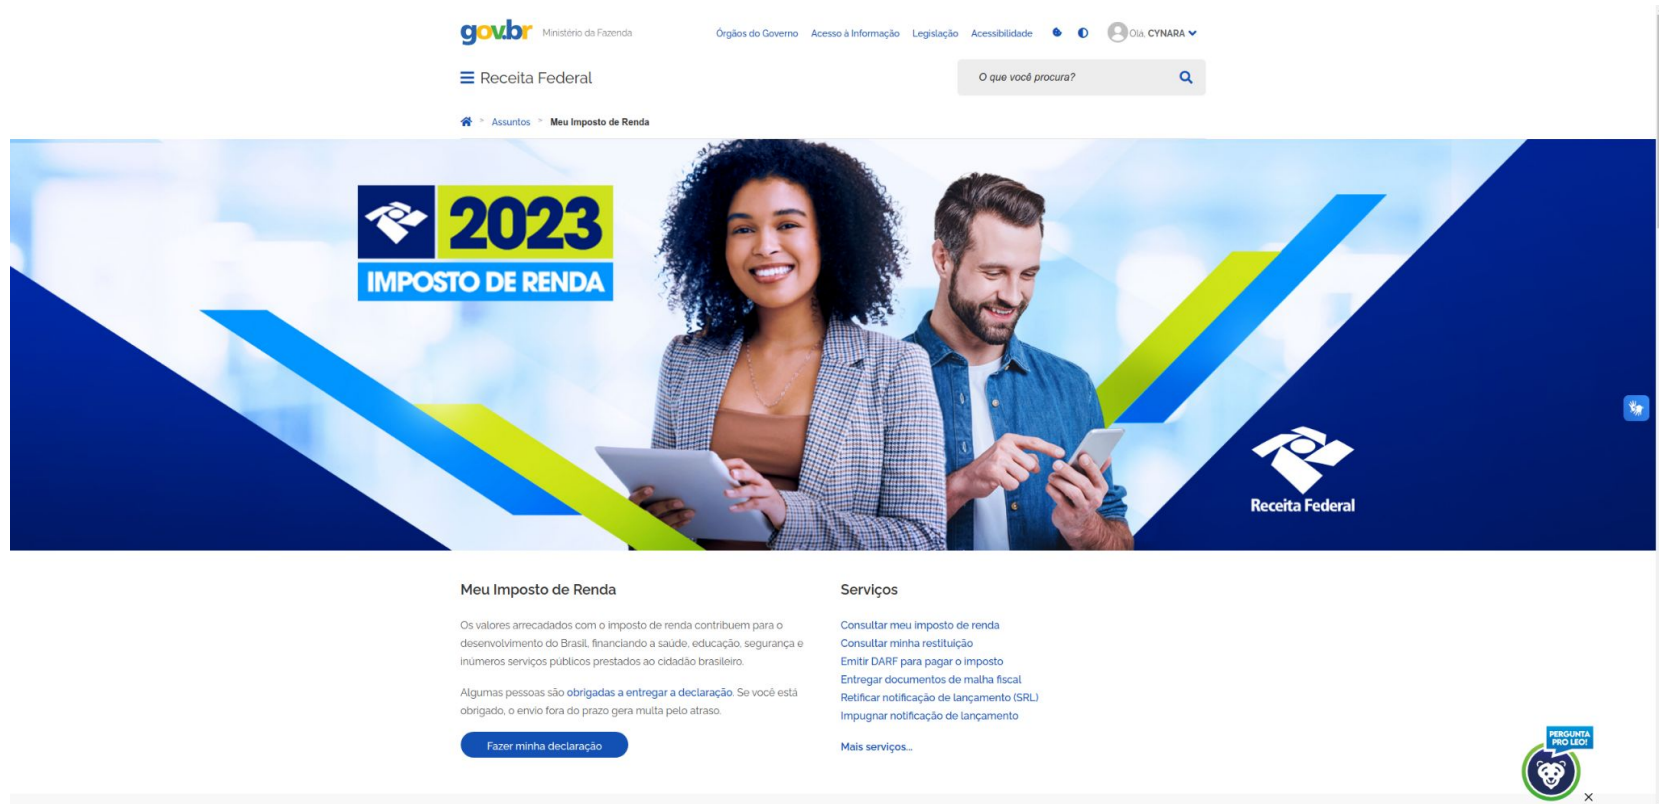 gov.br Ministério da Fazenda Órgãos do Governo Acesso à Informação Legislação Acessibilidade Olá, CYNARA
Receita Federal O que você procura?
Assuntos > Meu Imposto de Renda
2023
IMPOSTO DE RENDA
Receita Federal
Meu Imposto de Renda
Os valores arrecadados com o imposto de renda contribuem para o
desenvolvimento do Brasil, financiando a saúde, educação, segurança e
inúmeros serviços públicos prestados ao cidadão brasileiro.
Algumas pessoas são obrigadas a entregar a declaração. Se você está
obrigado, o envio fora do prazo gera multa pelo atraso.
Fazer minha declaração
Serviços
Consultar meu imposto de renda
Consultar minha restituição
Emitir DARF para pagar o imposto
Entregar documentos de malha fiscal
Retificar notificação de lançamento (SRL)
Impugnar notificação de lançamento
Mais serviços...
PERGUNTA
PRO LEO!